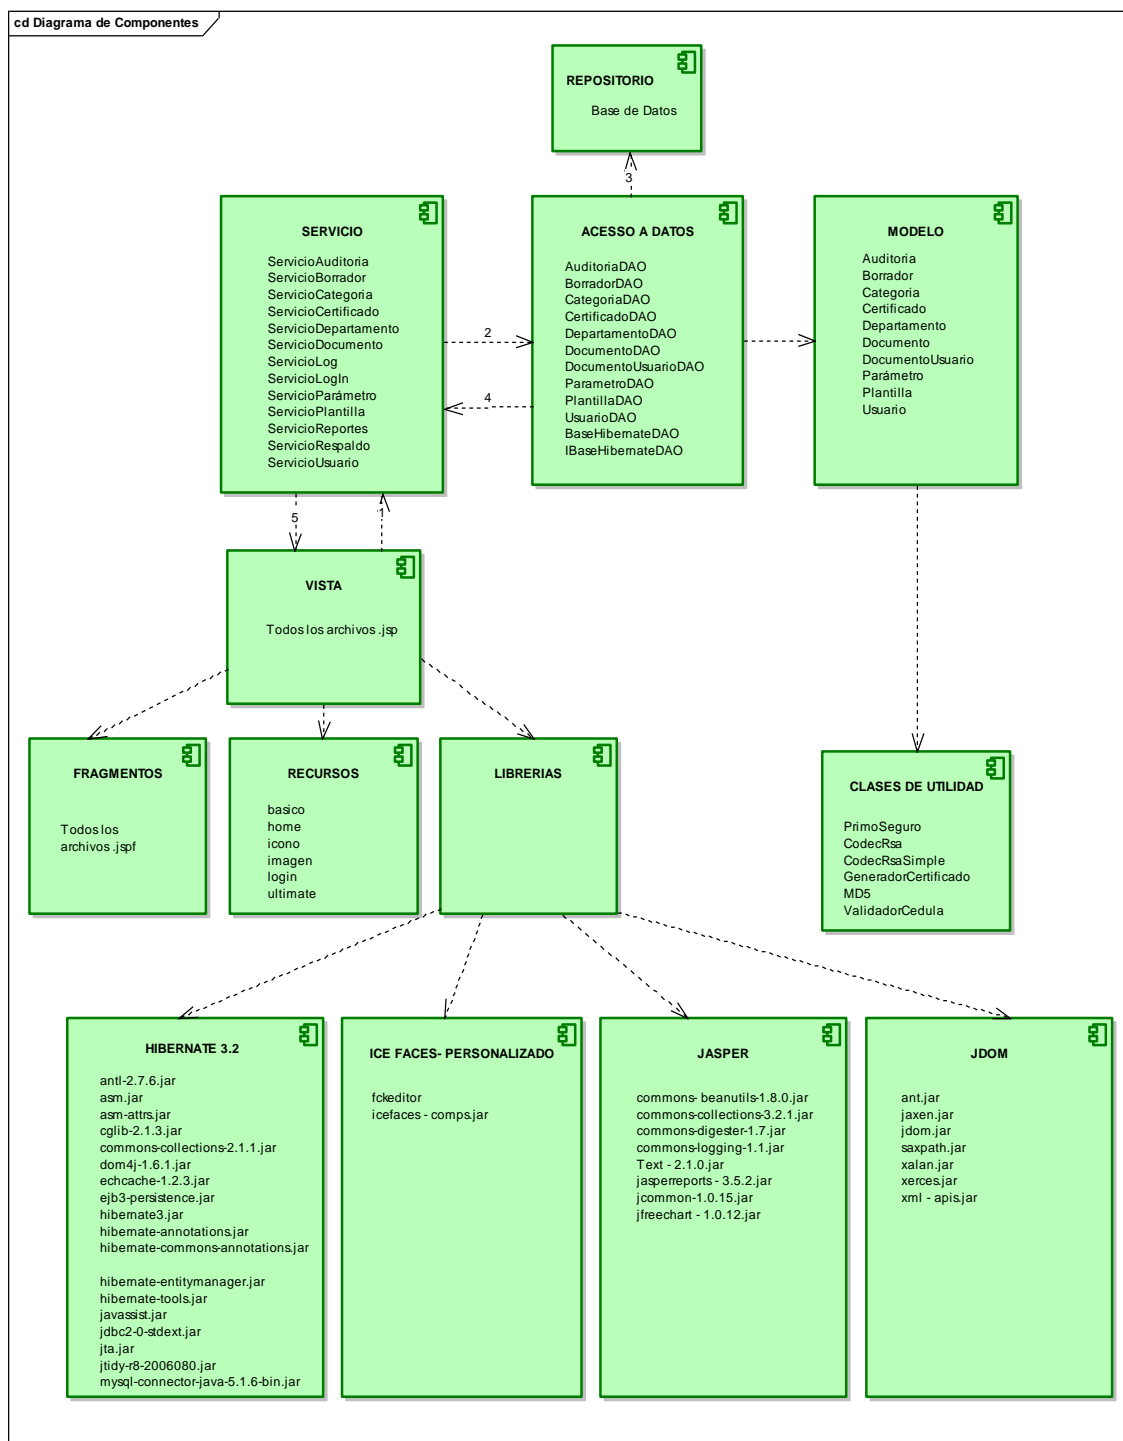 cd Diagrama de Componentes
REPOSITORIO
Base de Datos
3
SERVICIO
ServicioAuditoria
ServicioBorrador
ServicioCategoria
ServicioCertificado
ServicioDepartamento
ServicioDocumento
ServicioLog
ServicioLogIn
ServicioParámetro
ServicioPlantilla
ServicioReportes
ServicioRespaldo
ServicioUsuario
2
4
ACESSO A DATOS
AuditoriaDAO
BorradorDAO
CategoriaDAO
CertificadoDAO
DepartamentoDAO
DocumentoDAO
DocumentoUsuarioDAO
ParametroDAO
PlantillaDAO
UsuarioDAO
BaseHibernateDAO
IBaseHibernateDAO
MODELO
Auditoria
Borrador
Categoria
Certificado
Departamento
Documento
DocumentoUsuario
Parámetro
Plantilla
Usuario
5
1
VISTA
Todos los archivos .jsp
FRAGMENTOS
Todos los
archivos .jspf
RECURSOS
basico
home
icono
imagen
login
ultimate
LIBRERIAS
CLASES DE UTILIDAD
PrimoSeguro
CodecRsa
CodecRsaSimple
GeneradorCertificado
MD5
ValidadorCedula
HIBERNATE 3.2
antl-2.7.6.jar
asm.jar
asm-attrs.jar
cglib-2.1.3.jar
commons-collections-2.1.1.jar
dom4j-1.6.1.jar
echcache-1.2.3.jar
ejb3-persistence.jar
hibernate3.jar
hibernate-annotations.jar
hibernate-commons-annotations.jar
hibernate-entitymanager.jar
hibernate-tools.jar
javassist.jar
jdbc2-0-stdext.jar
jta.jar
jtidy-r8-2006080.jar
mysql-connector-java-5.1.6-bin.jar
ICE FACES- PERSONALIZADO
fckeditor
icefaces - comps.jar
JASPER
commons- beanutils-1.8.0.jar
commons-collections-3.2.1.jar
commons-digester-1.7.jar
commons-logging-1.1.jar
Text - 2.1.0.jar
jasperreports - 3.5.2.jar
jcommon-1.0.15.jar
jfreechart - 1.0.12.jar
JDOM
ant.jar
jaxen.jar
jdom.jar
saxpath.jar
xalan.jar
xerces.jar
xml - apis.jar